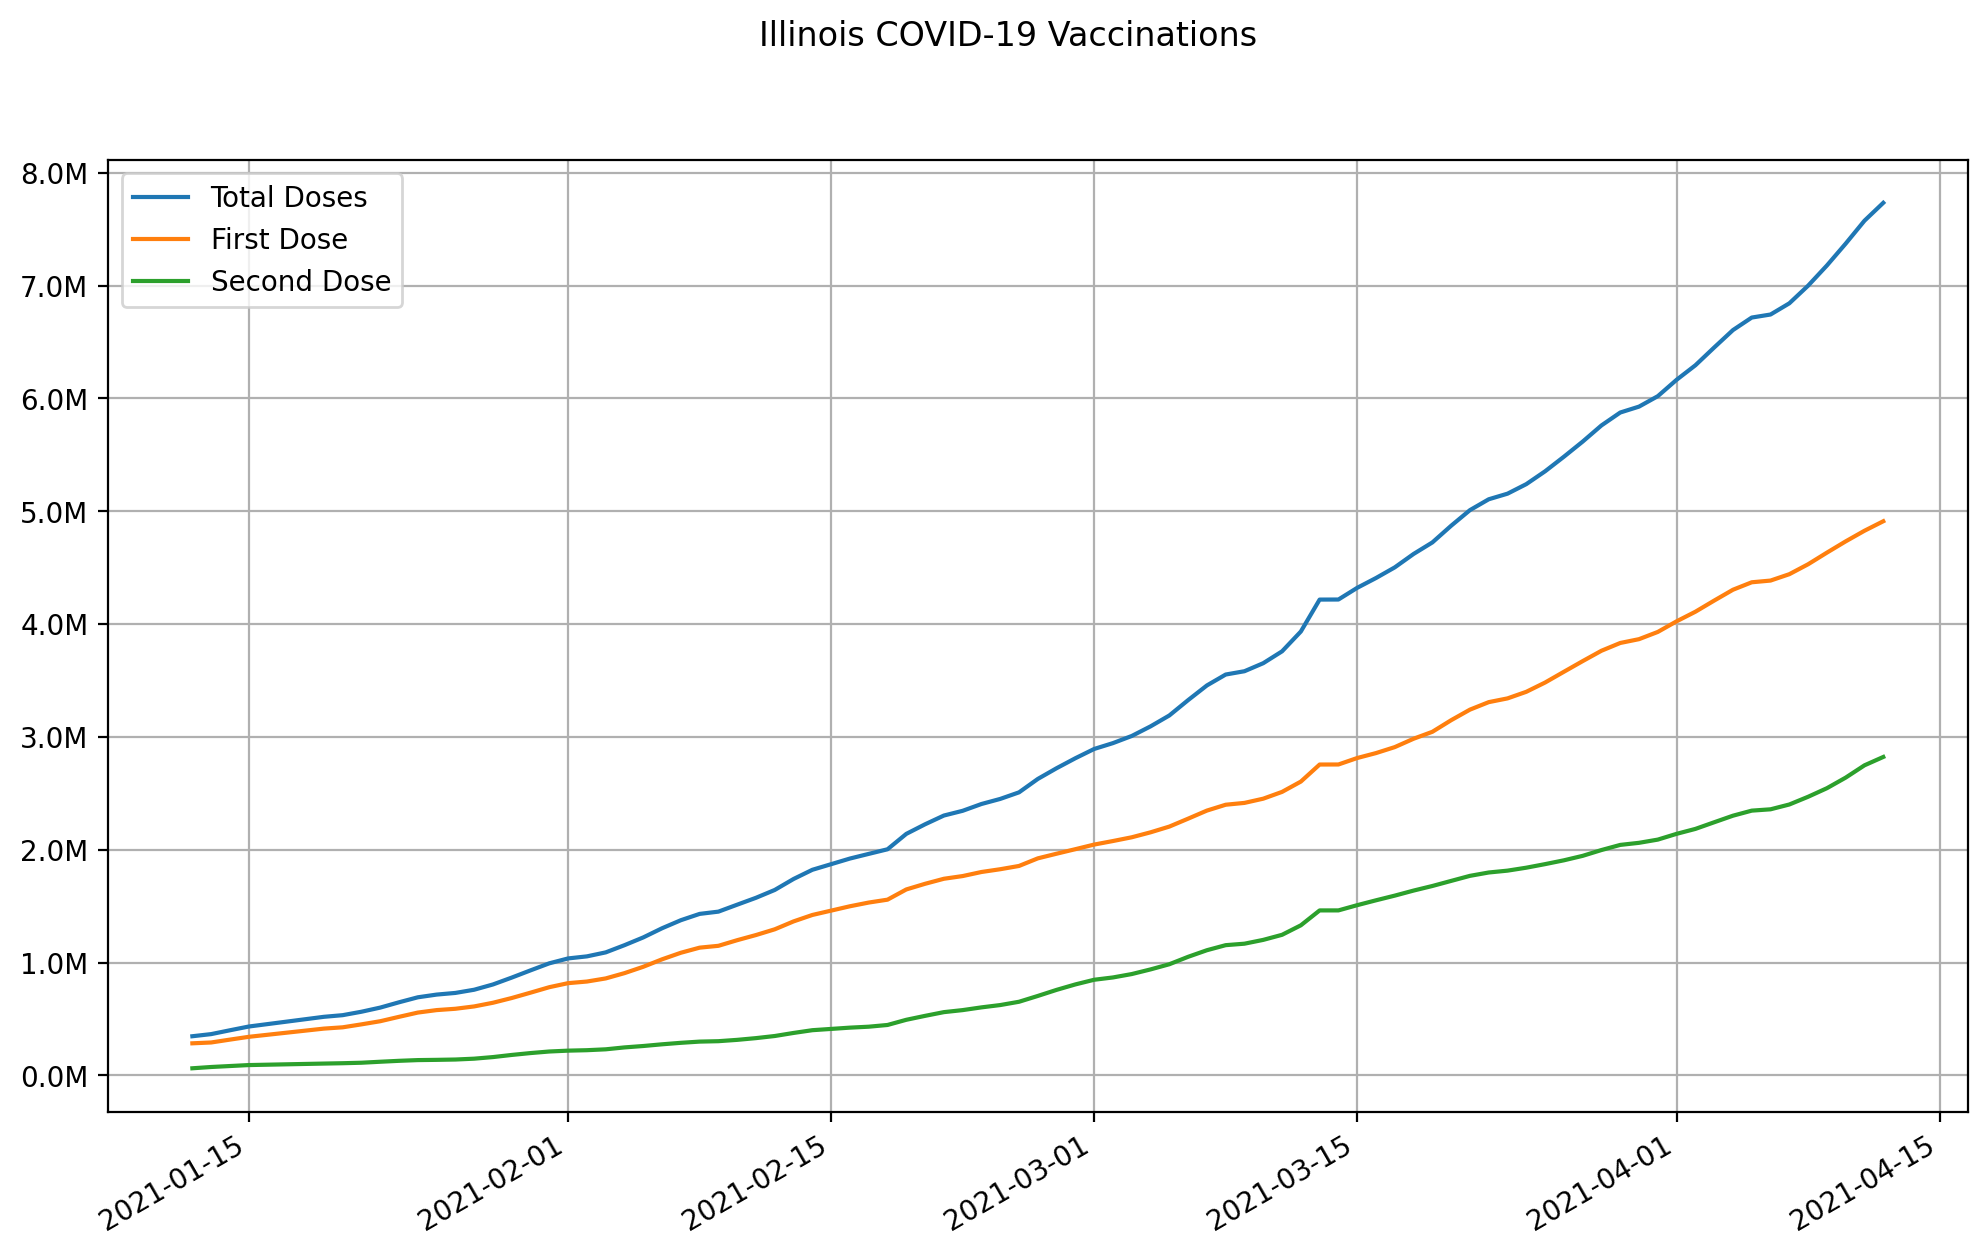 Illinois COVID-19 Vaccinations
8.0M
7.0M
6.0M
5.0M
4.0M
3.0M
2.0M
1.0M
0.0M
Total Doses
First Dose
Second Dose
2021-01-15
2021-02-01
2021-02-15
2021-03-01
2021-03-15
2021-04-01
2021-04-15